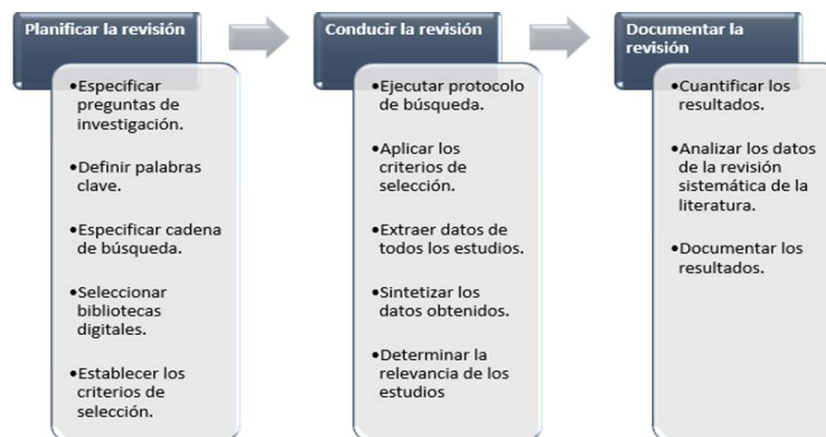 Planificar la revisión
•Especificar
preguntas de
investigación.
•Definir palabras
clave.
•Especificar cadena
de búsqueda.
•Seleccionar
bibliotecas
digitales.
•Establecer los
criterios de
selección.
Conducir la revisión
•Ejecutar protocolo
de búsqueda.
•Aplicar los
criterios de
selección.
•Extraer datos de
todos los estudios.
•Sintetizar los
datos obtenidos.
•Determinar la
relevancia de los
estudios
Documentar la
revisión
•Cuantificar los
resultados.
•Analizar los datos
de la revisión
sistemática de la
literatura.
•Documentar los
resultados.